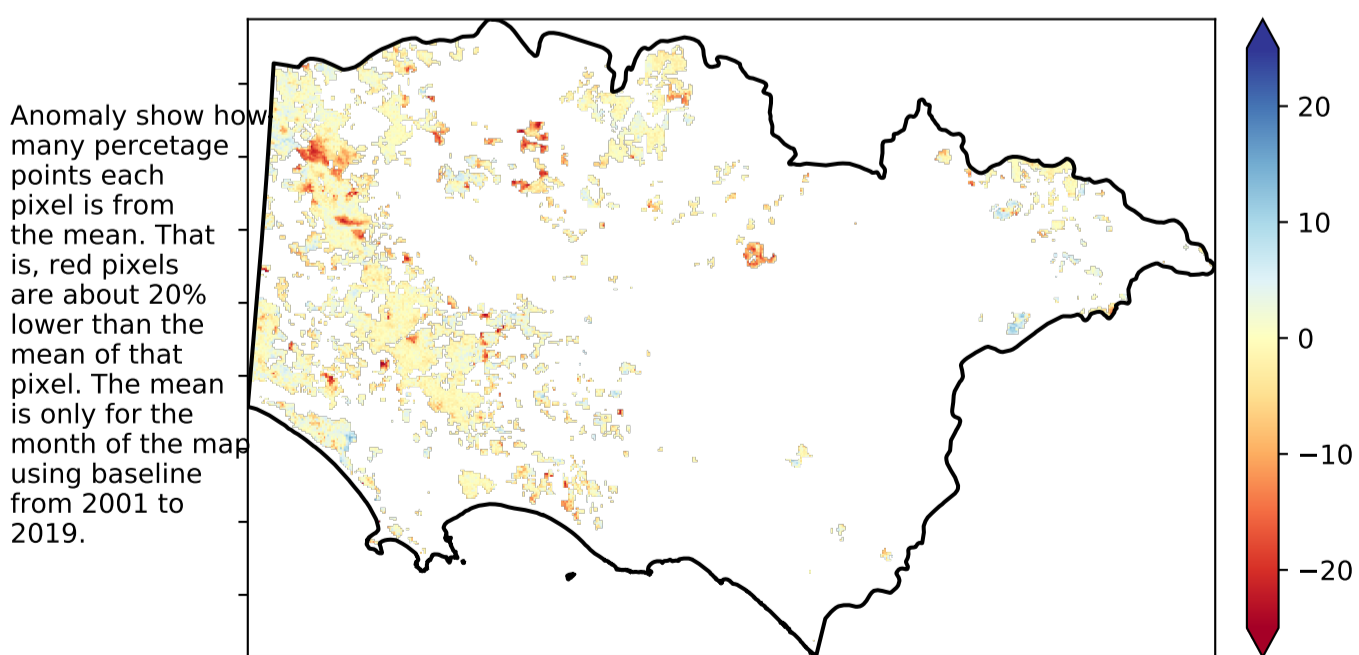 Anomaly show how
many percetage
points each
pixel is from
the mean. That
is, red pixels
are about 20%
lower than the
mean of that
pixel. The mean
is only for the
month of the map
using baseline
from 2001 to
2019.
20
10
0
−10
−20